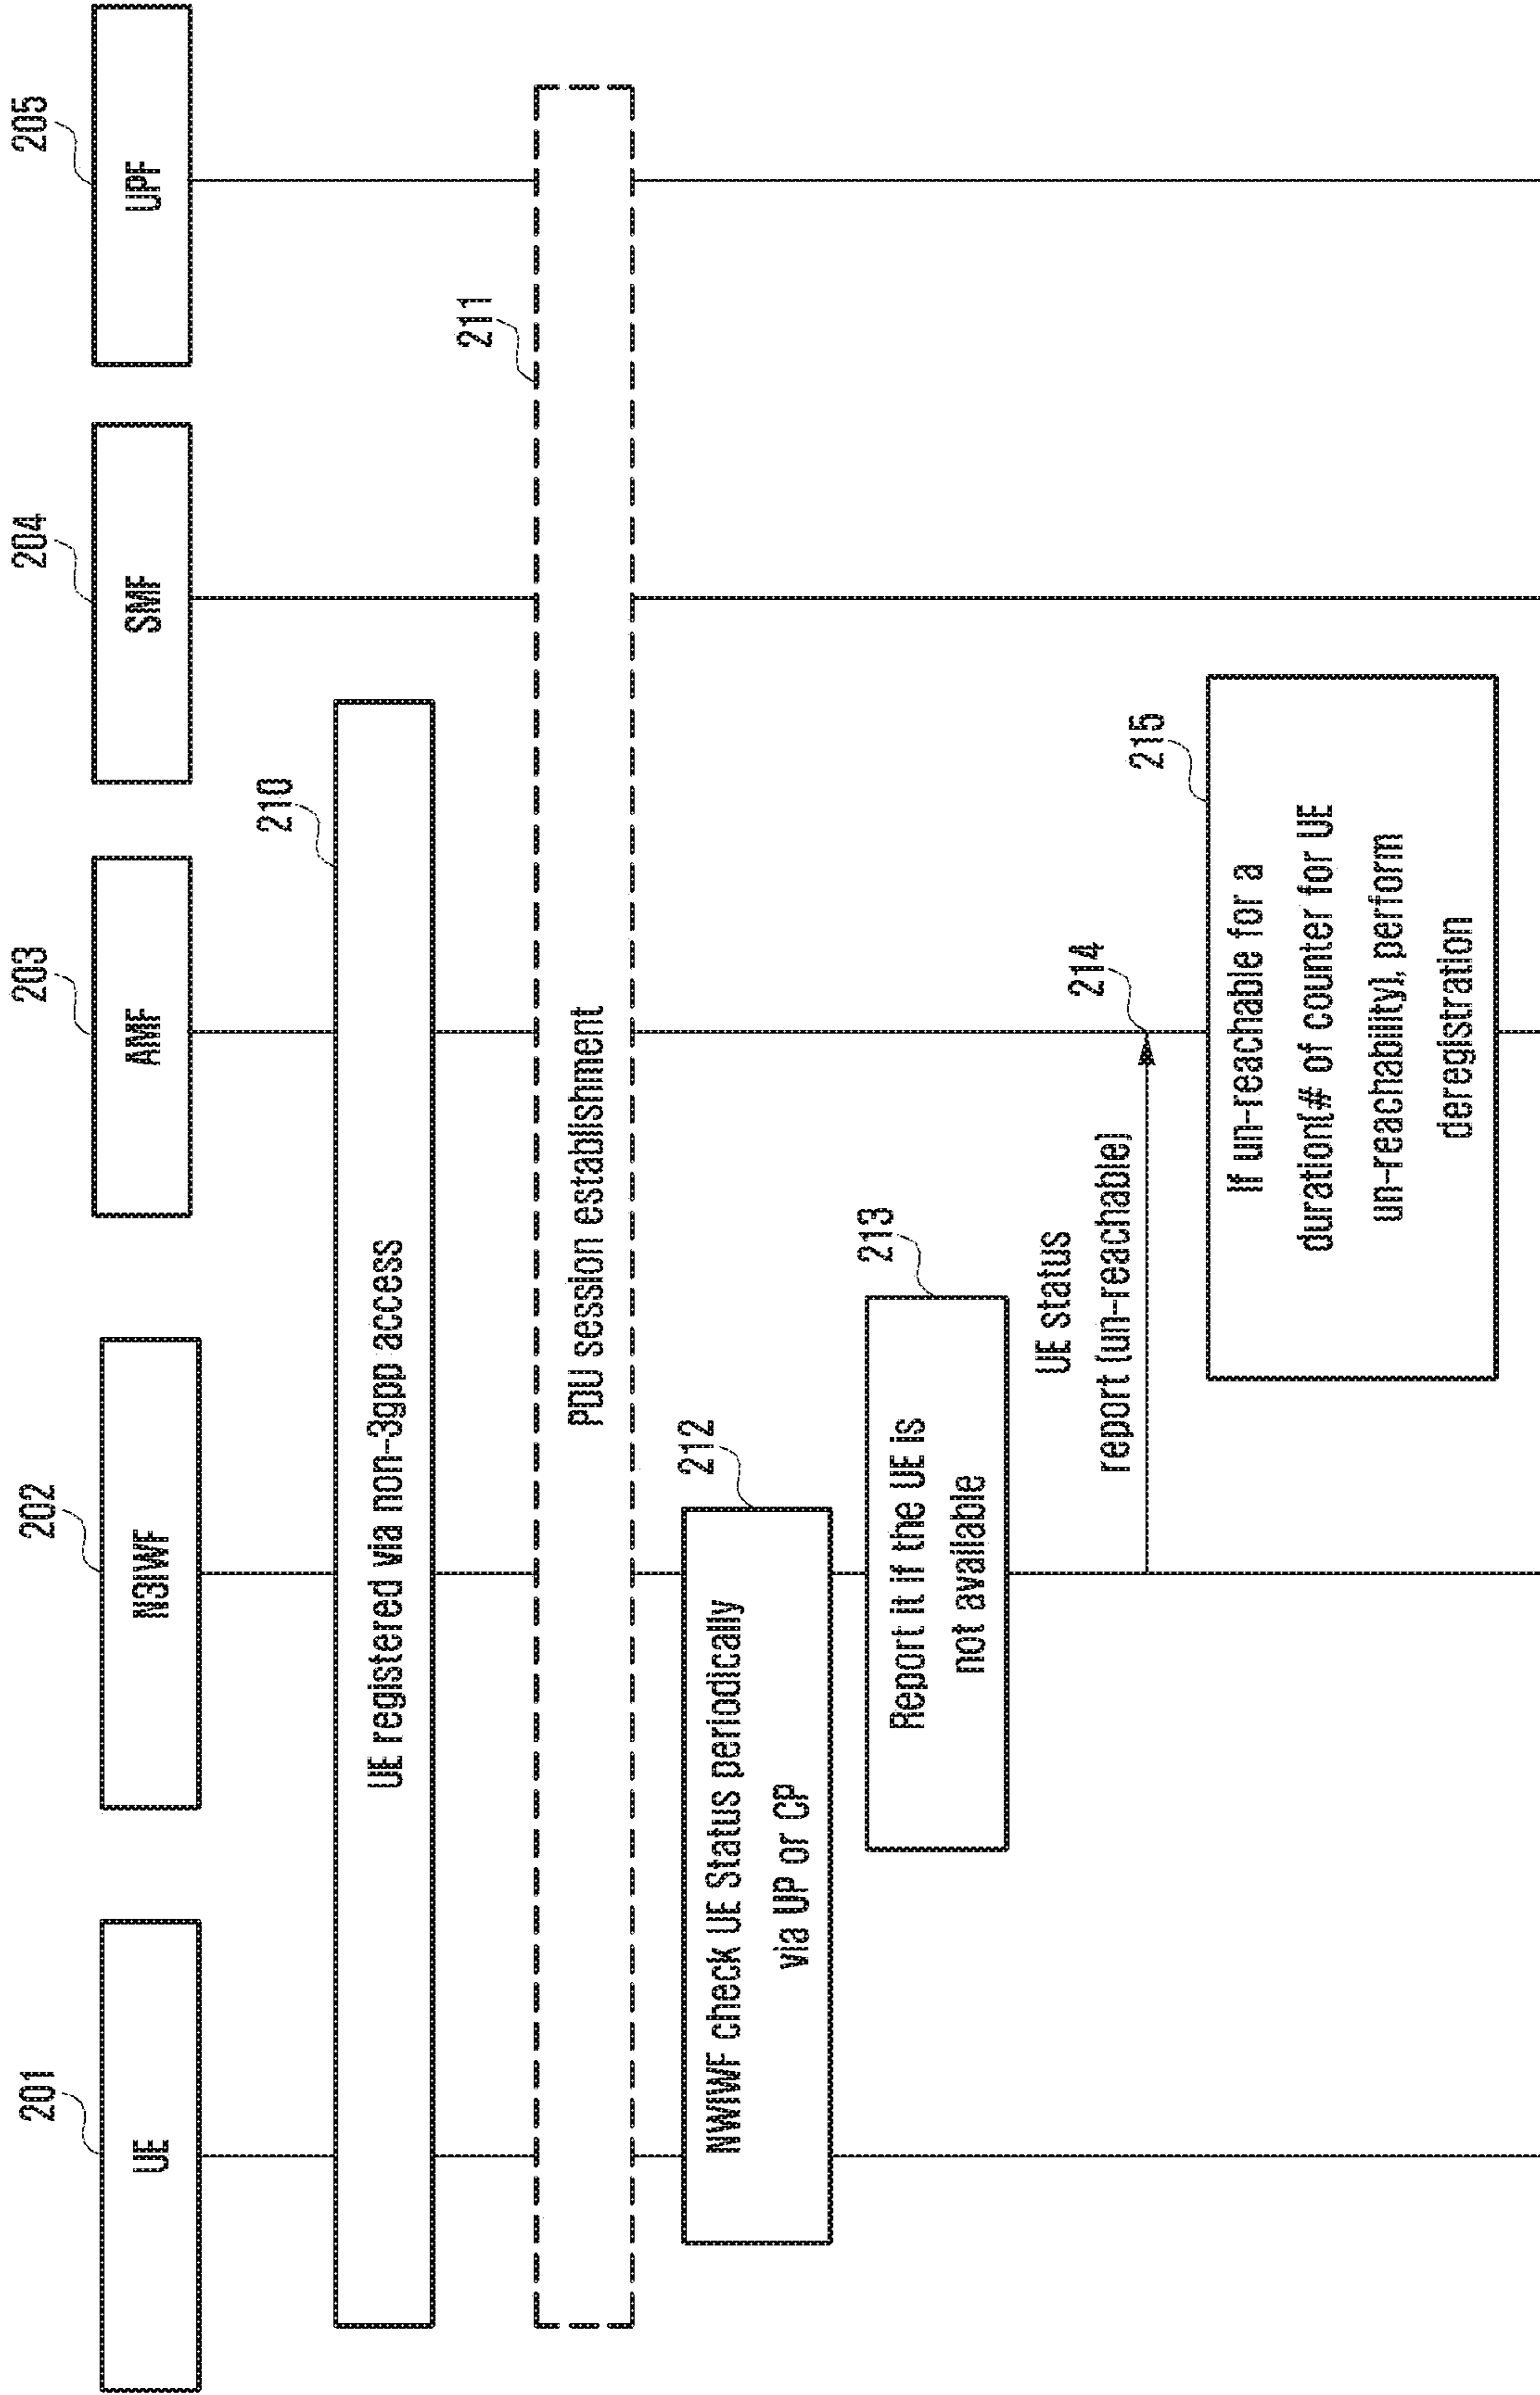 201
202
203
204
205
UE
N3IWF
AMF
SMF
UPF
210
UE registered via non-3gpp access
211
PDU session establishment
212
NWIWF check UE Status periodically
via UP or CP
213
Report it if the UE is
not available
UE status
report (un-reachable)
214
215
If un-reachable for a
duration(# of counter for UE
un-reachability), perform
deregistration